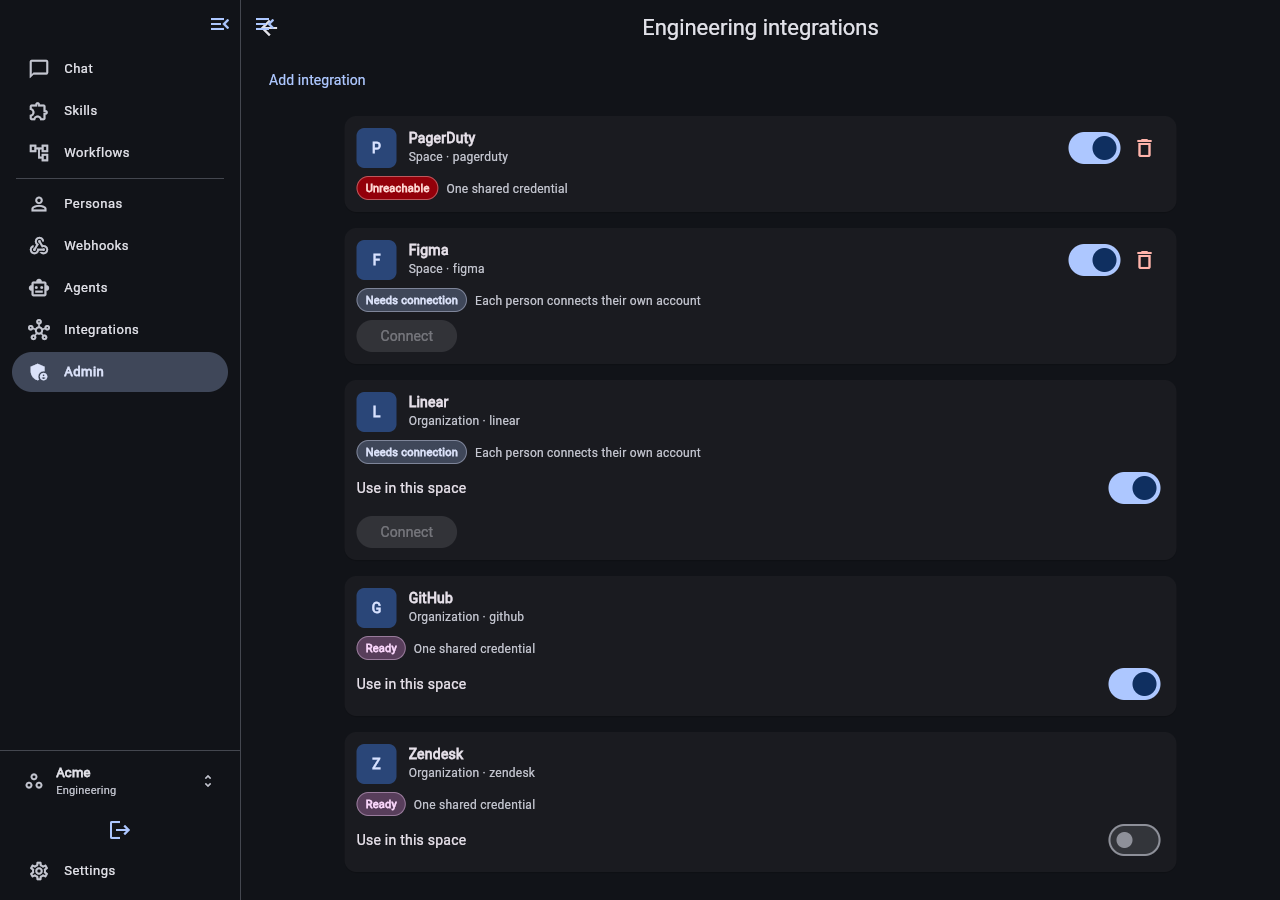 Chat
Skills
Workflows
Personas
Webhooks
Agents
Integrations
Admin
Acme
Engineering
Settings
Engineering integrations
Add integration
P
PagerDuty
Space · pagerduty
Unreachable One shared credential
F
Figma
Space · figma
Needs connection Each person connects their own account
Connect
L
Linear
Organization · linear
Needs connection Each person connects their own account
Use in this space
Connect
G
GitHub
Organization · github
Ready One shared credential
Use in this space
Z
Zendesk
Organization · zendesk
Ready One shared credential
Use in this space